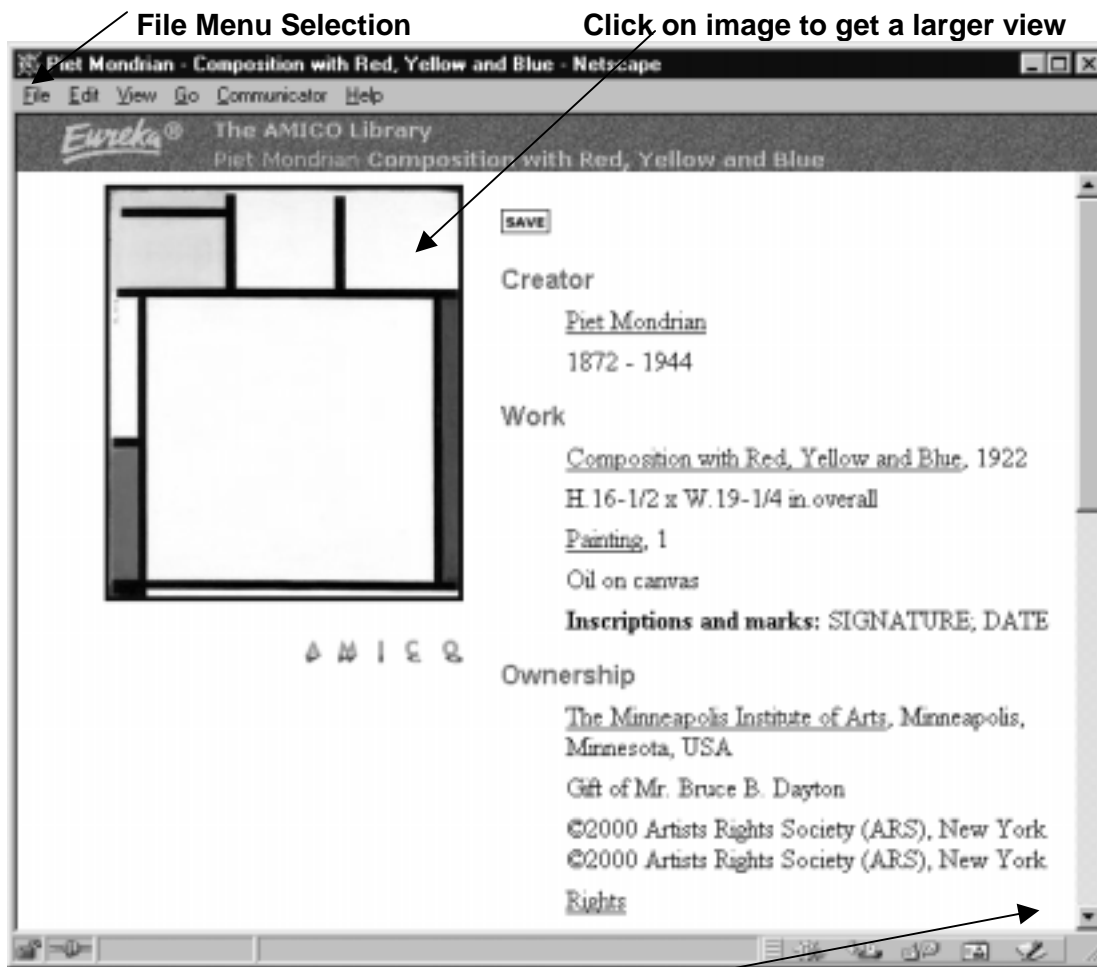 File Menu Selection
Click on image to get a larger view
Piet Mondrian - Composition with Red, Yellow and Blue - Netscape
File Edit View Go Communicator Help
Eureka® The AMICO Library
Piet Mondrian Composition with Red, Yellow and Blue
SAVE
Creator
Piet Mondrian
1872 - 1944
Work
Composition with Red, Yellow and Blue, 1922
H.16-1/2 x W.19-1/4 in.overall
Painting, 1
Oil on canvas
Inscriptions and marks: SIGNATURE; DATE
AMICO
Ownership
The Minneapolis Institute of Arts, Minneapolis,
Minnesota, USA
Gift of Mr. Bruce B. Dayton
©2000 Artists Rights Society (ARS), New York
©2000 Artists Rights Society (ARS), New York
Rights